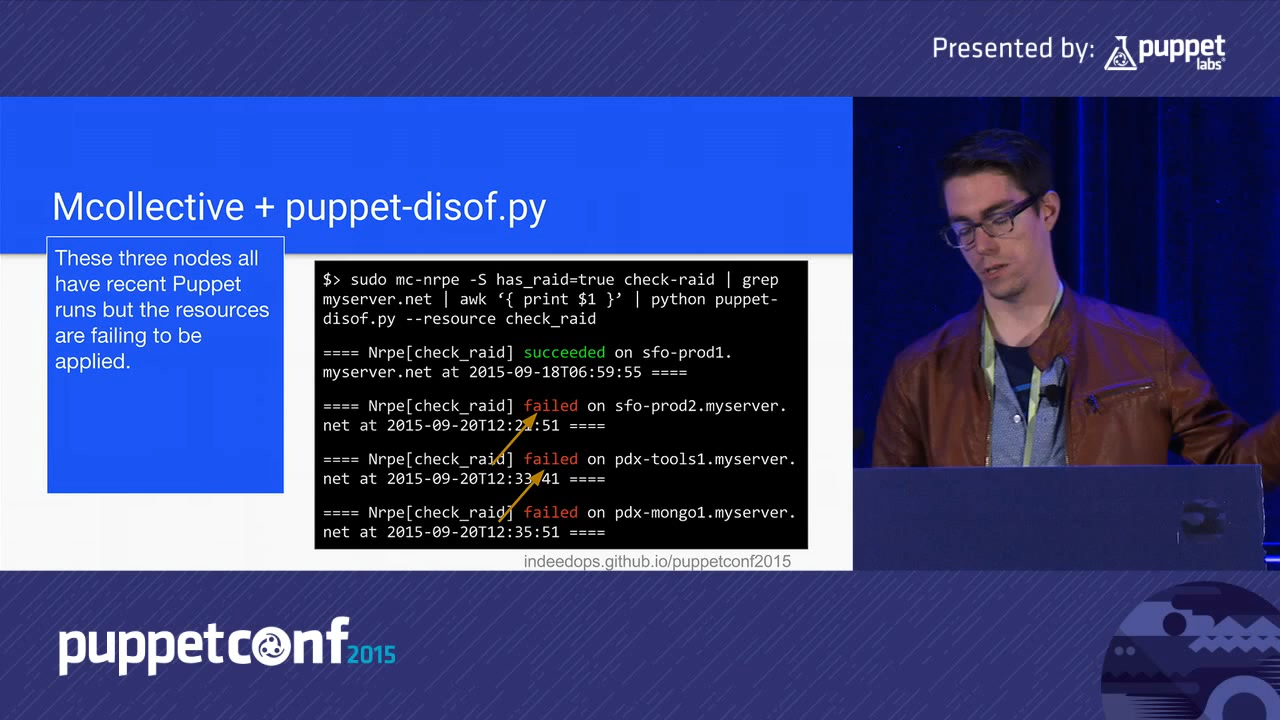 Presented by: puppet
labs
Mcollective + puppet-disof.py
These three nodes all
have recent Puppet
runs but the resources
are failing to be
applied.
$> sudo mc-nrpe -S has_raid=true check-raid | grep
myserver.net | awk ‘{ print $1 }’ | python puppet-
disof.py --resource check_raid
==== Nrpe[check_raid] succeeded on sfo-prod1.
myserver.net at 2015-09-18T06:59:55 ====
==== Nrpe[check_raid] failed on sfo-prod2.myserver.
net at 2015-09-20T12:21:51 ====
==== Nrpe[check_raid] failed on pdx-tools1.myserver.
net at 2015-09-20T12:33:41 ====
==== Nrpe[check_raid] failed on pdx-mongo1.myserver.
net at 2015-09-20T12:35:51 ====
indeedops.github.io/puppetconf2015
puppetconf 2015